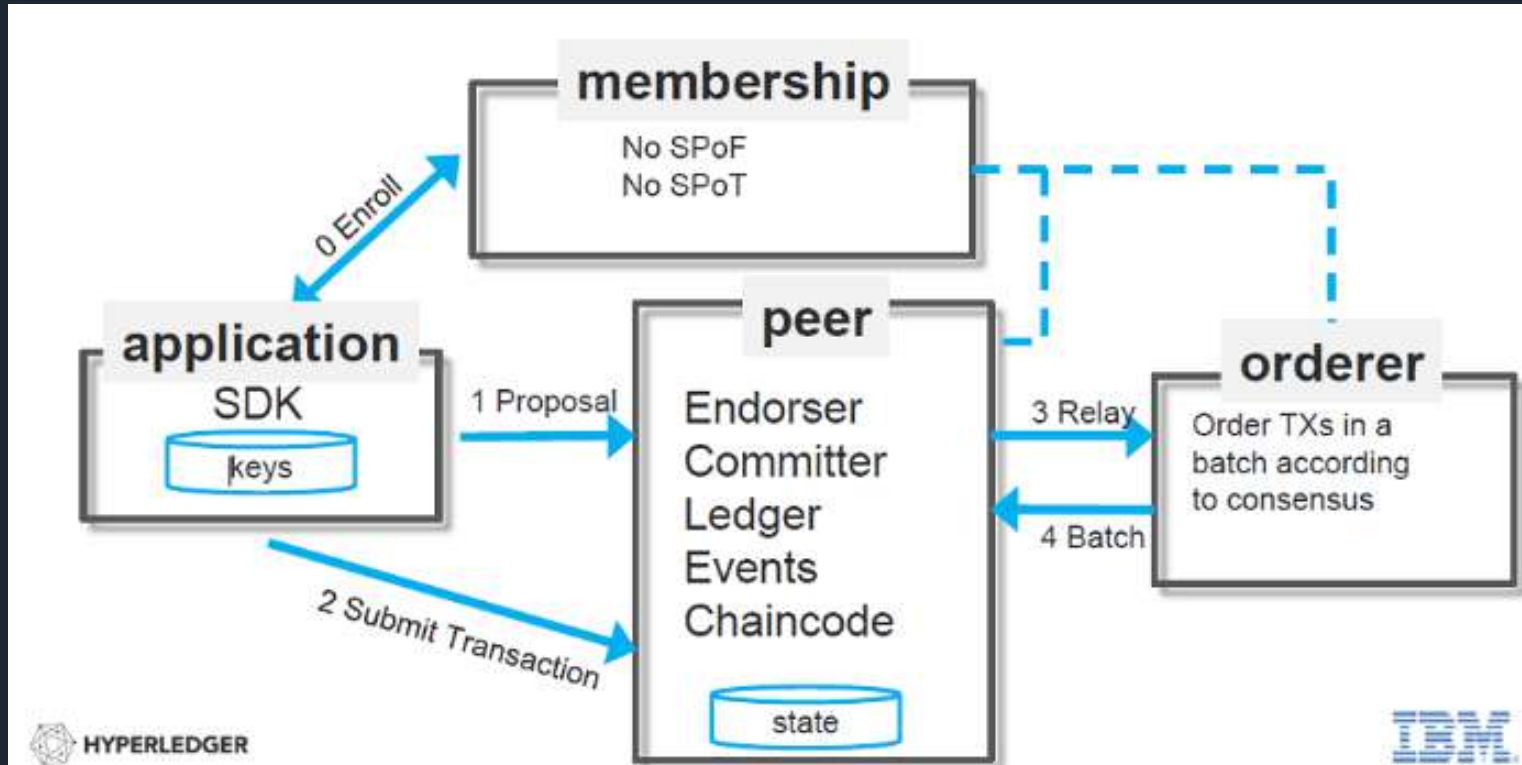 membership
No SPoF
No SPoT
0 Enroll
application
SDK
keys
1 Proposal
2 Submit Transaction
peer
Endorser
Committer
Ledger
Events
Chaincode
state
3 Relay
4 Batch
orderer
Order TXs in a
batch according
to consensus
HYPERLEDGER
IBM